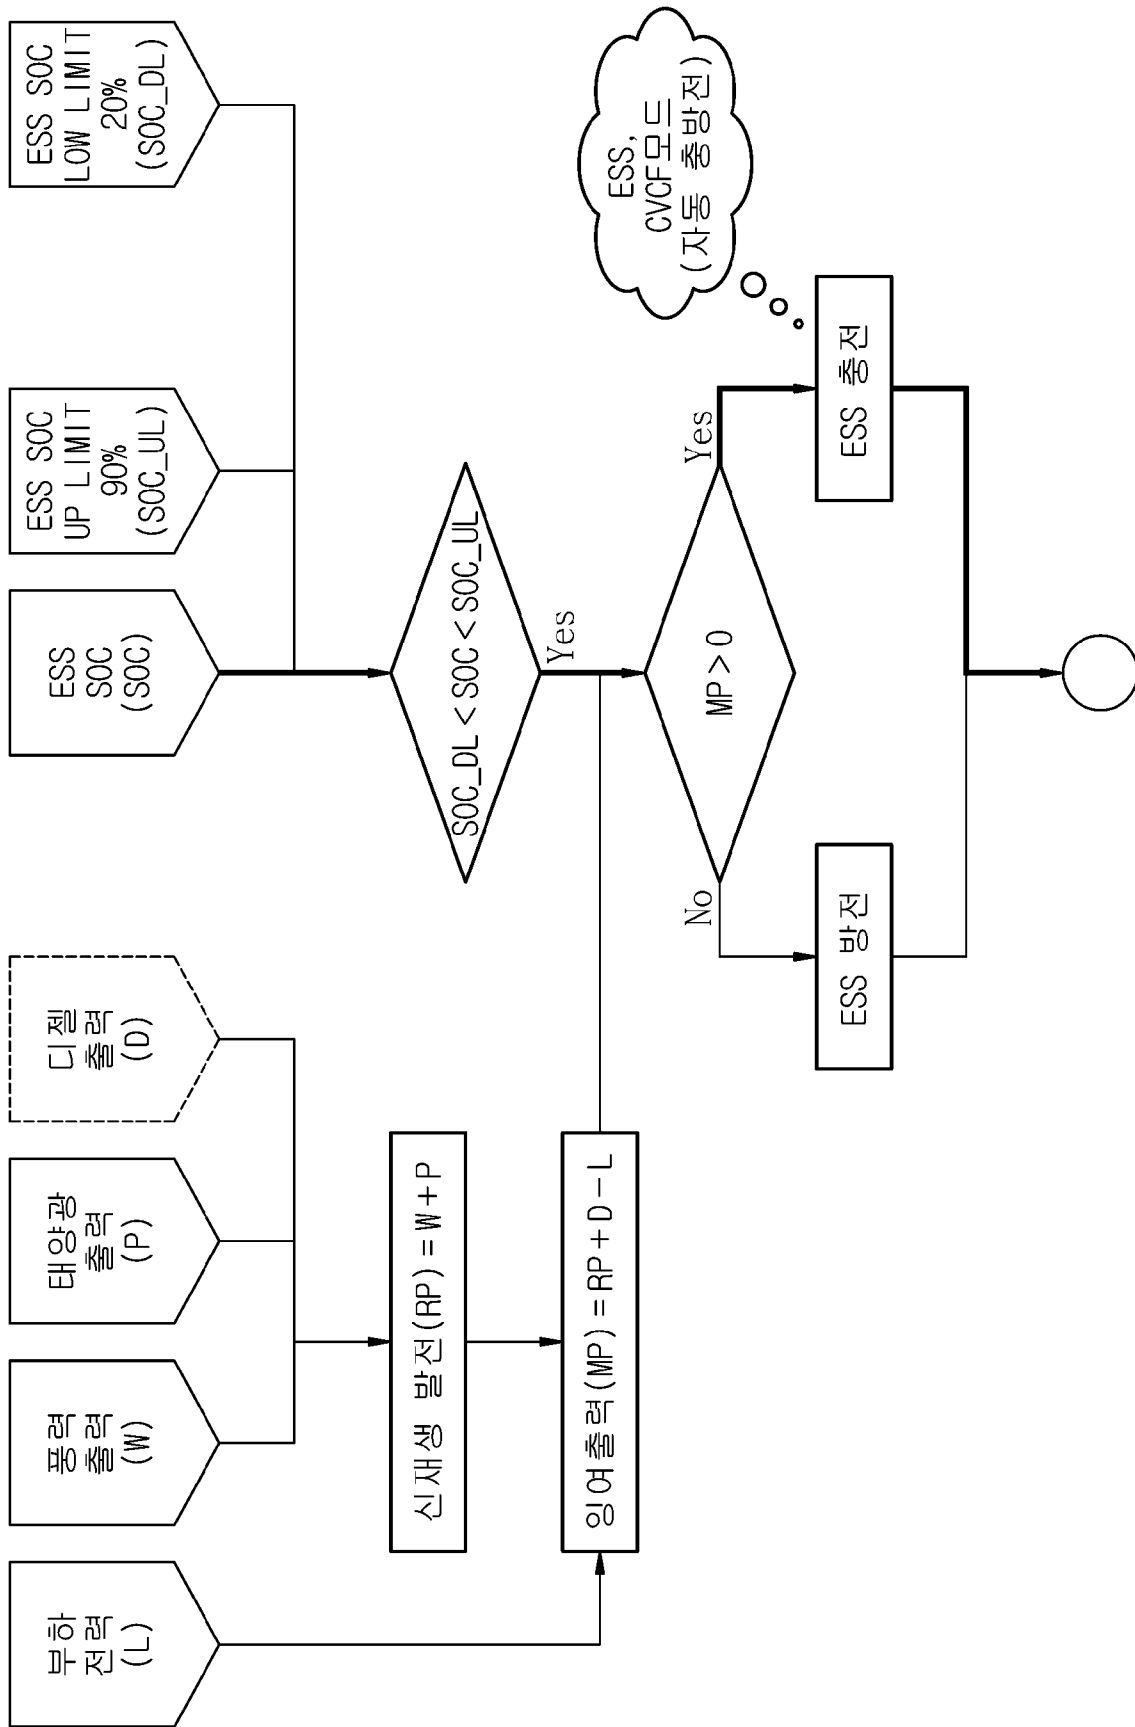 부하
전력
(L)
풍력
출력
(W)
태양광
출력
(P)
디젤
출력
(D)
ESS
SOC
(SOC)
ESS SOC
UP LIMIT
90%
(SOC_UL)
ESS SOC
LOW LIMIT
20%
(SOC_DL)
신재생 발전(RP)=W+P
SOC_DL<SOC<SOC_UL
잉여출력(MP)=RP+D-L
Yes
MP>0
No
Yes
ESS,
CVCF모드
(자동 충방전)
ESS 방전
ESS 충전